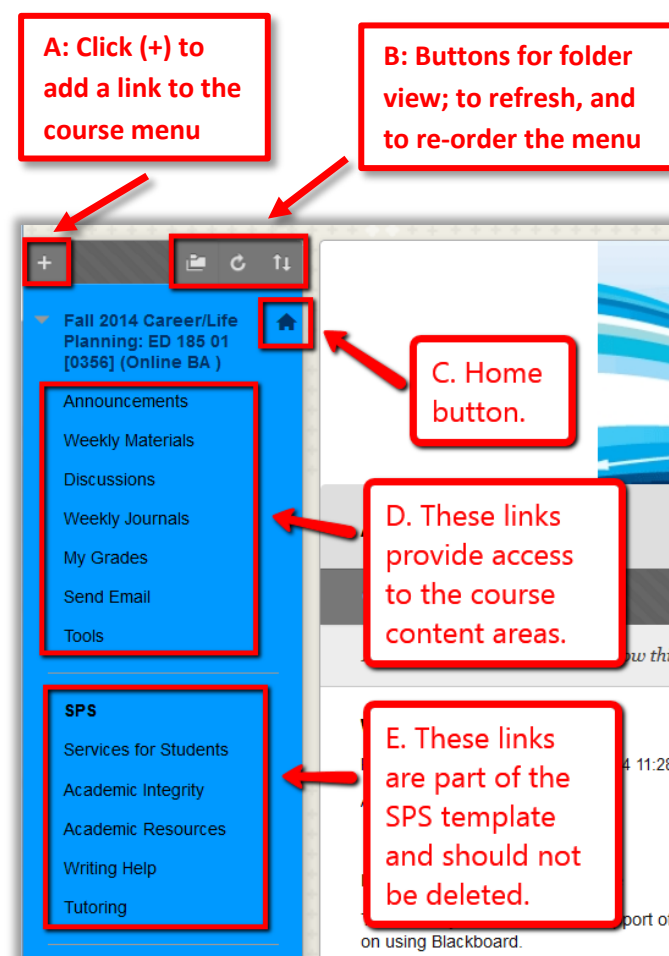 A: Click (+) to
add a link to the
course menu
B: Buttons for folder
view; to refresh, and
to re-order the menu
Fall 2014 Career/Life
Planning: ED 185 01
[0356] (Online BA )
C. Home
button.
Announcements
Weekly Materials
Discussions
Weekly Journals
My Grades
Send Email
Tools
D. These links
provide access
to the course
content areas.
SPS
Services for Students
Academic Integrity
Academic Resources
Writing Help
Tutoring
E. These links
are part of the
SPS template
and should not
be deleted.
4 11:28
on using Blackboard.